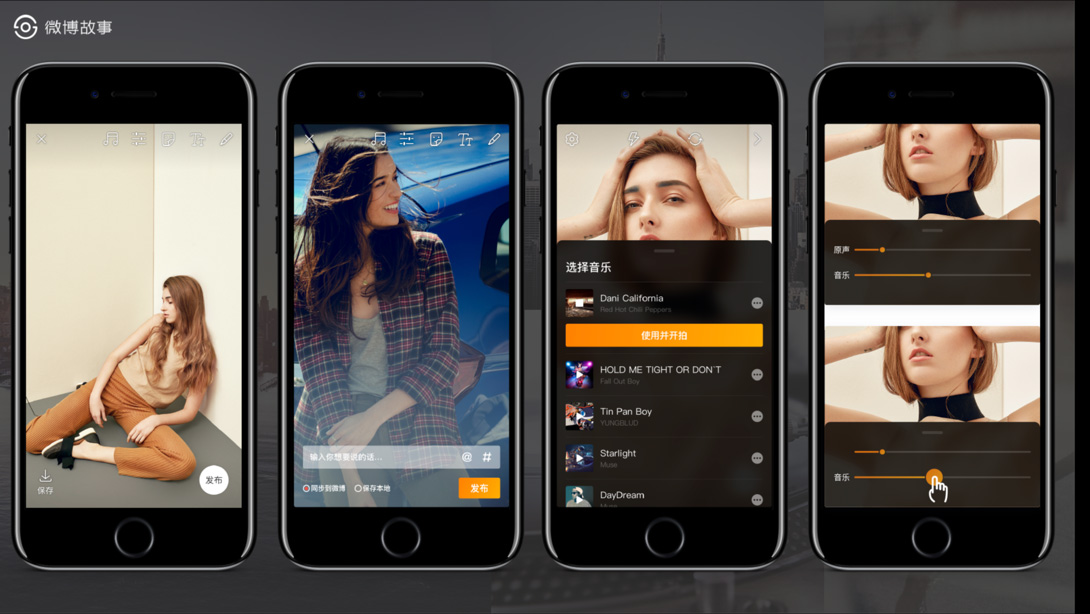 微博故事
保存
发布
输入你想要说的话... @ #
同步到微博 保存本地 发布
选择音乐
Dani California
Red Hot Chili Peppers
使用并开拍
HOLD ME TIGHT OR DON'T
Fall Out Boy
Tin Pan Boy
YUNGBLUD
Starlight
Muse
DayDream
Muse
原声
音乐
音乐